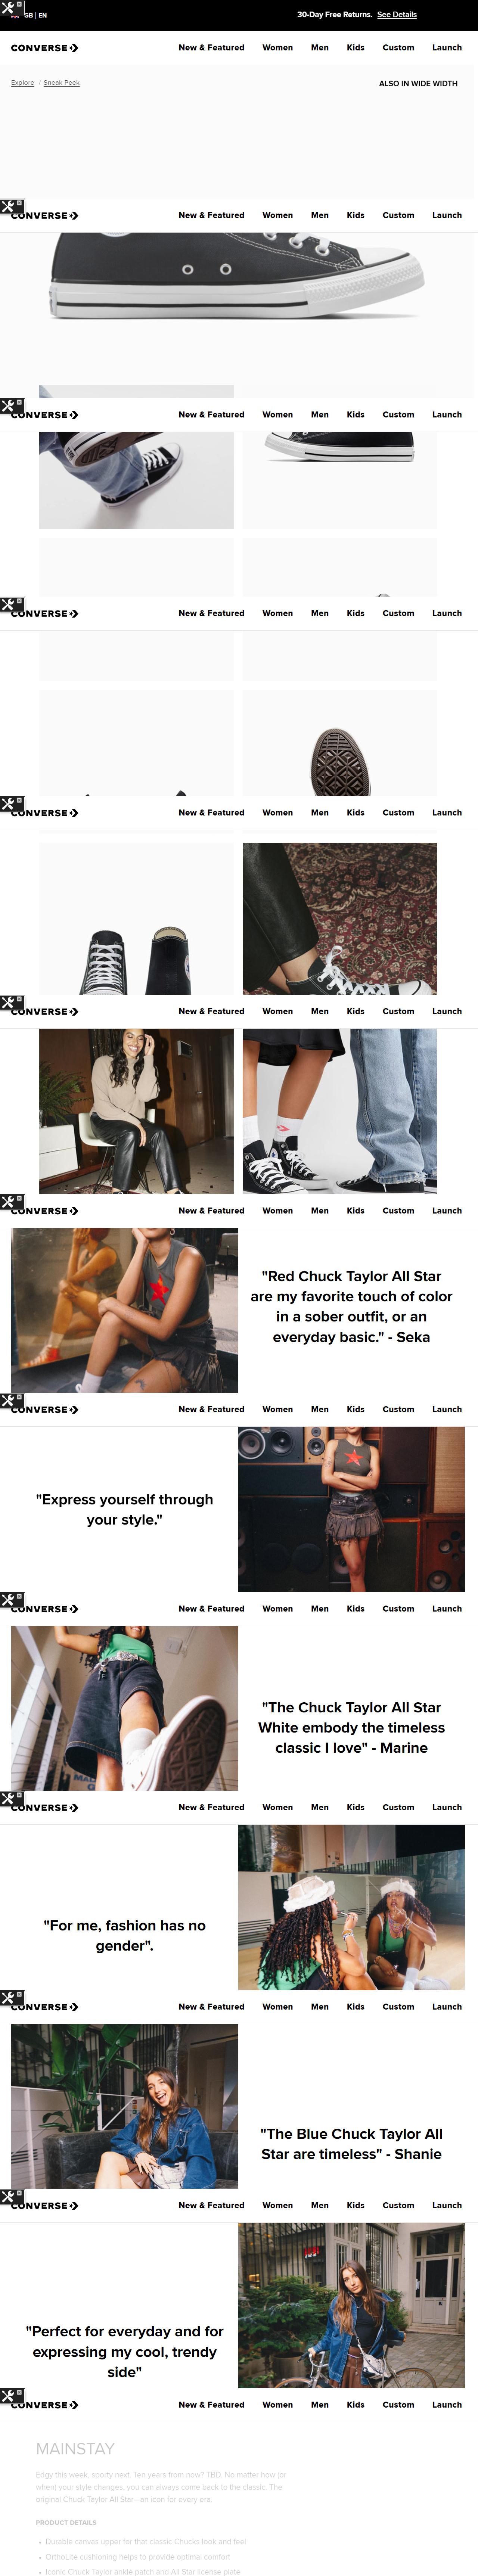 GB | EN
30-Day Free Returns. See Details
CONVERSE
New & Featured Women Men Kids Custom Launch
Explore / Sneak Peek
ALSO IN WIDE WIDTH
CONVERSE
New & Featured Women Men Kids Custom Launch
CONVERSE
New & Featured Women Men Kids Custom Launch
CONVERSE
New & Featured Women Men Kids Custom Launch
CONVERSE
New & Featured Women Men Kids Custom Launch
CONVERSE
New & Featured Women Men Kids Custom Launch
CONVERSE
New & Featured Women Men Kids Custom Launch
"Red Chuck Taylor All Star
are my favorite touch of color
in a sober outfit, or an
everyday basic." - Seka
CONVERSE
New & Featured Women Men Kids Custom Launch
"Express yourself through
your style."
CONVERSE
New & Featured Women Men Kids Custom Launch
"The Chuck Taylor All Star
White embody the timeless
classic I love" - Marine
CONVERSE
New & Featured Women Men Kids Custom Launch
"For me, fashion has no
gender".
CONVERSE
New & Featured Women Men Kids Custom Launch
"The Blue Chuck Taylor All
Star are timeless" - Shanie
CONVERSE
New & Featured Women Men Kids Custom Launch
"Perfect for everyday and for
expressing my cool, trendy
side"
CONVERSE
New & Featured Women Men Kids Custom Launch
MAINSTAY
Edgy this week, sporty next. Ten years from now? TBD. No matter how (or
when) your style changes, you can always come back to the classic. The
original Chuck Taylor All Star—an icon for every era.
PRODUCT DETAILS
• Durable canvas upper for that classic Chucks look and feel
• OrthoLite cushioning helps to provide optimal comfort
• Iconic Chuck Taylor ankle patch and All Star license plate